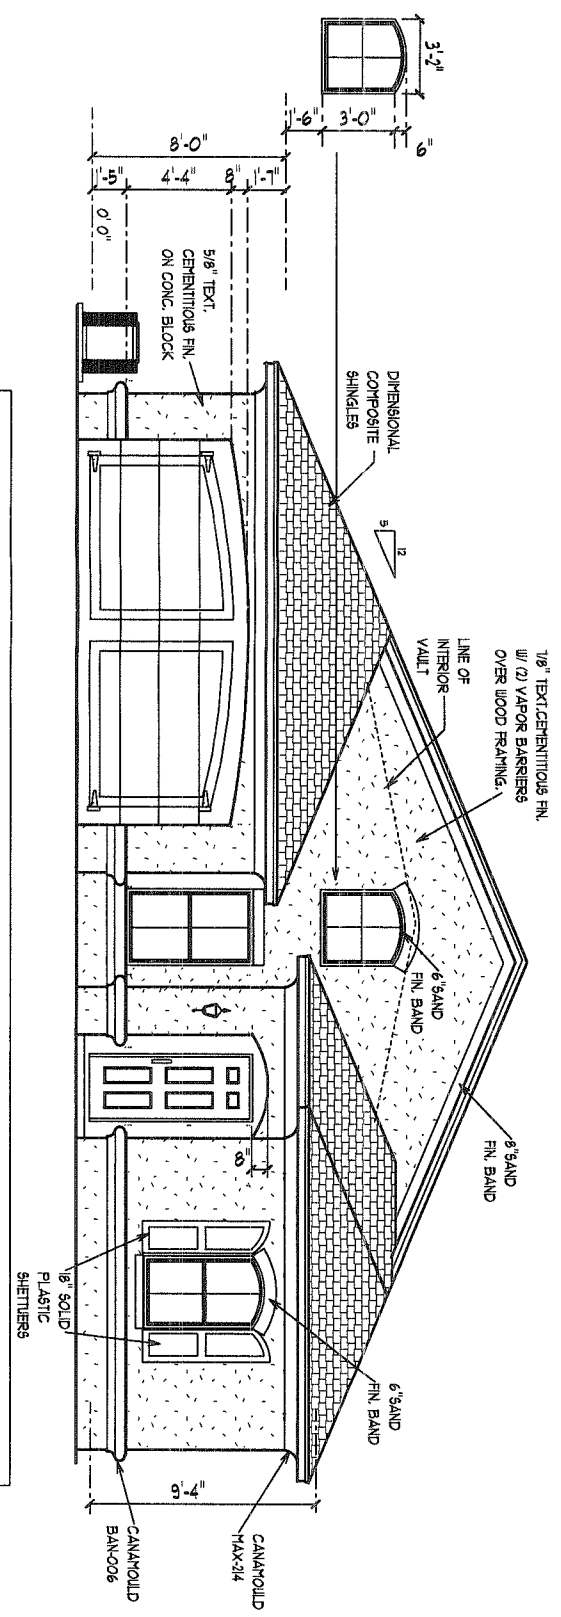 3'-2"
6"
3'-0"
1'-6"
8'-0"
1'-7"
8"
4'-4"
1'-5"
0' 0"
5/8" TEXT.
CEMENTITIOUS FIN.
ON CONC. BLOCK
DIMENSIONAL
COMPOSITE
SHINGLES
12
5
7/8" TEXT.CEMENTITIOUS FIN.
W/ (2) VAPOR BARRIERS
OVER WOOD FRAMING.
LINE OF
INTERIOR
VAULT
6"SAND
FIN. BAND
8"SAND
FIN. BAND
8"
18" SOLID
PLASTIC
SHETTUERS
6"SAND
FIN. BAND
9'-4"
CANAMOULD
MAX-214
CANAMOULD
BAN-006